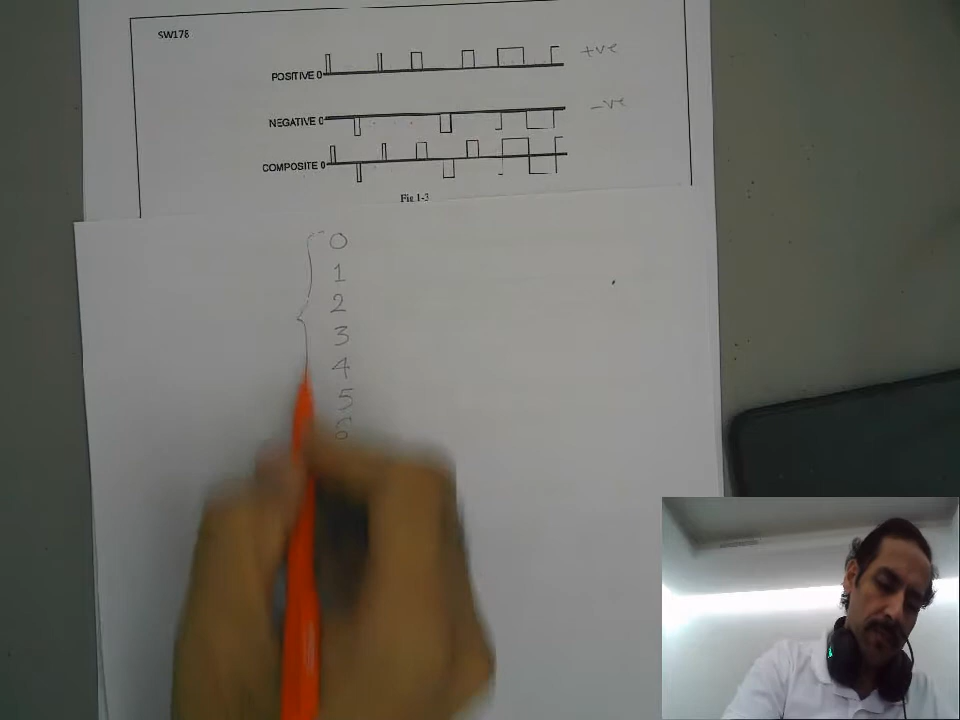 SW178
POSITIVE 0 +ve
NEGATIVE 0 -ve
COMPOSITE 0
Fig 1-3
0
1
2
3
4
5